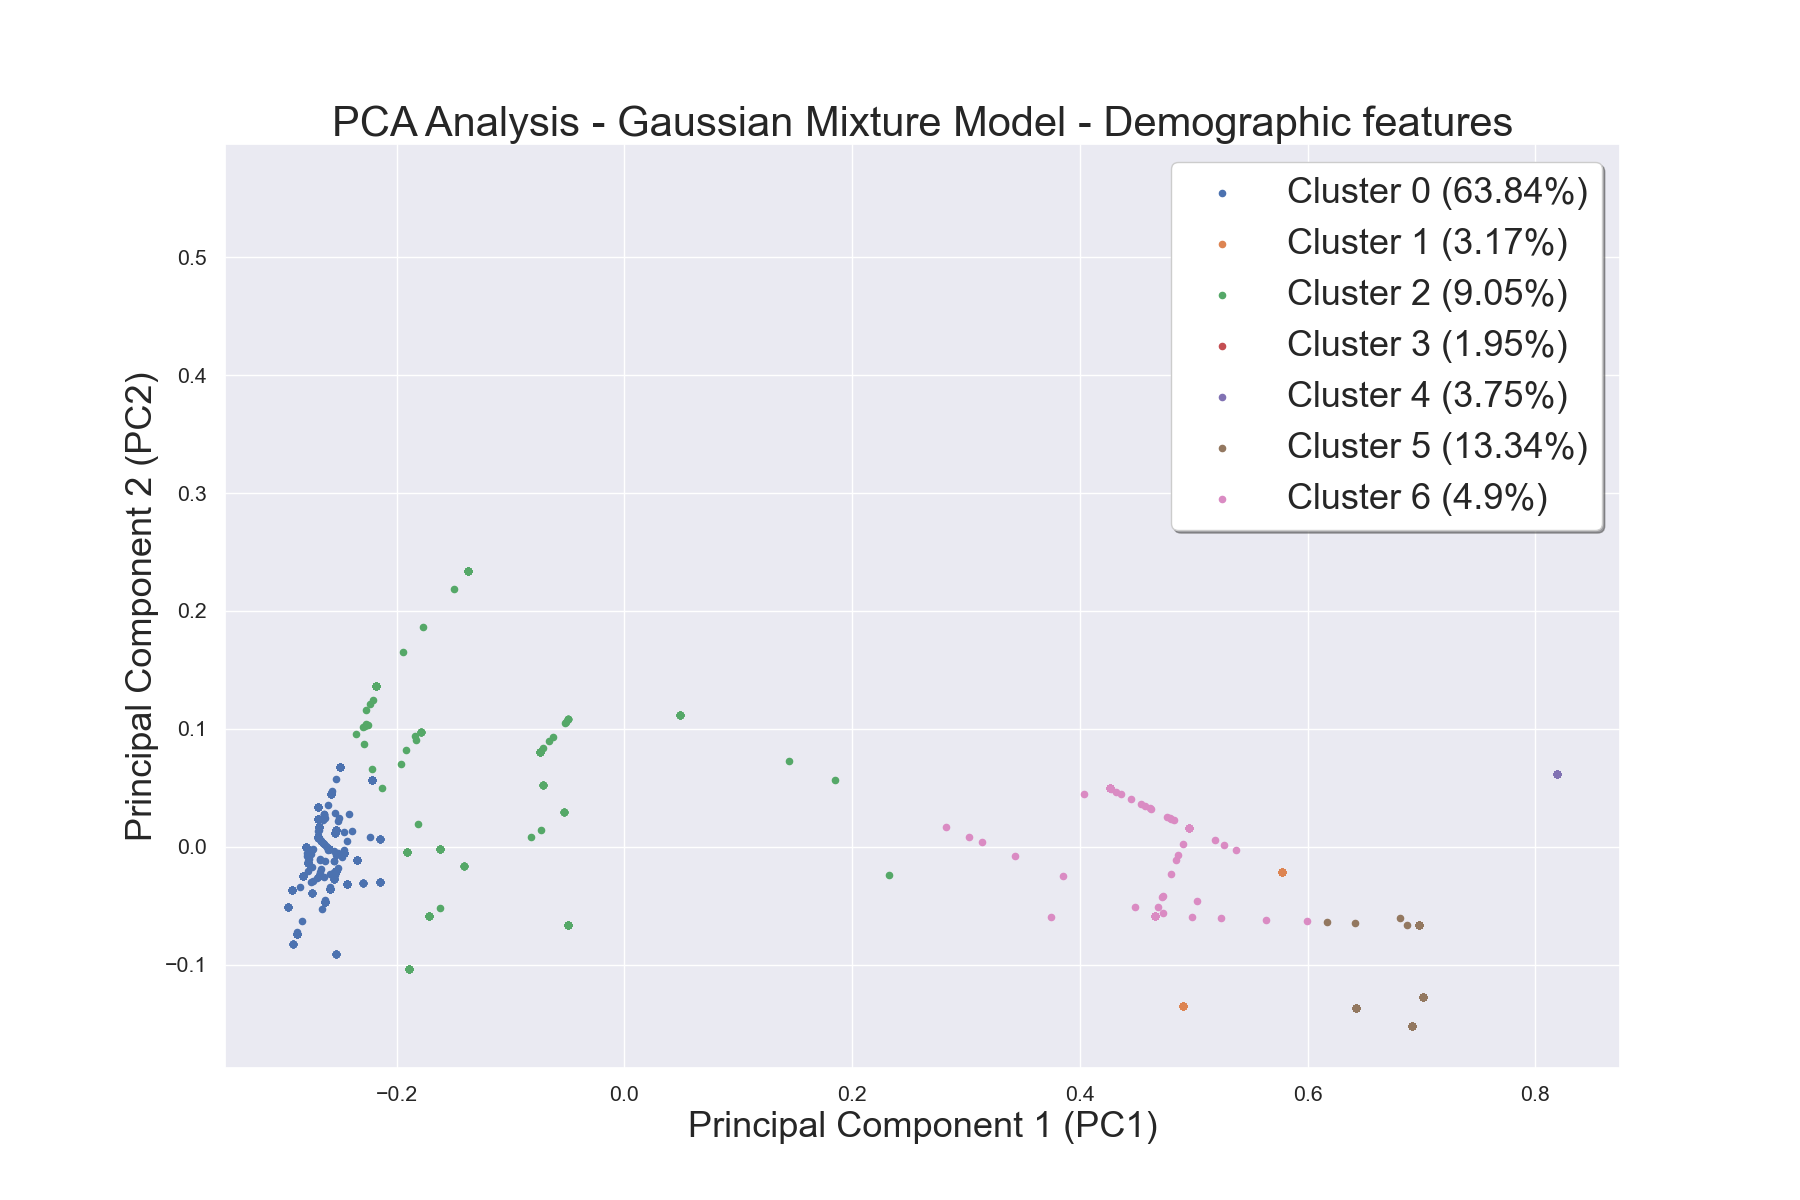 PCA Analysis - Gaussian Mixture Model - Demographic features
Cluster 0 (63.84%)
Cluster 1 (3.17%)
Cluster 2 (9.05%)
Cluster 3 (1.95%)
Cluster 4 (3.75%)
Cluster 5 (13.34%)
Cluster 6 (4.9%)
Principal Component 2 (PC2)
0.5
0.4
0.3
0.2
0.1
0.0
−0.1
−0.2 0.0 0.2 0.4 0.6 0.8
Principal Component 1 (PC1)